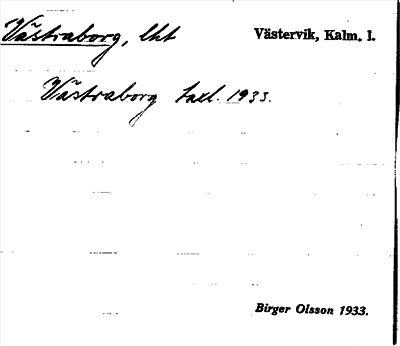 Västraborg, lht
Västervik, Kalm. l.
Västraborg taxl. 1933.
Birger Olsson 1933.